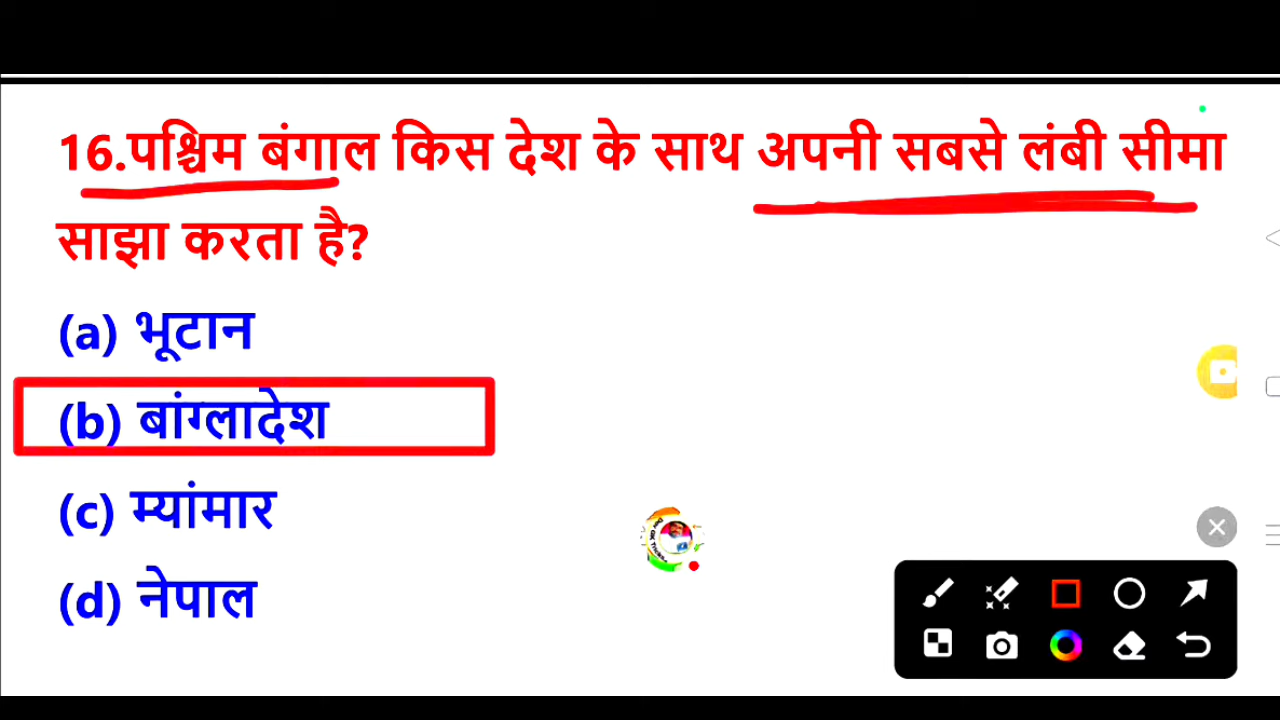 16.पश्चिम बंगाल किस देश के साथ अपनी सबसे लंबी सीमा
साझा करता है?
(a) भूटान
(b) बांग्लादेश
(c) म्यांमार
(d) नेपाल